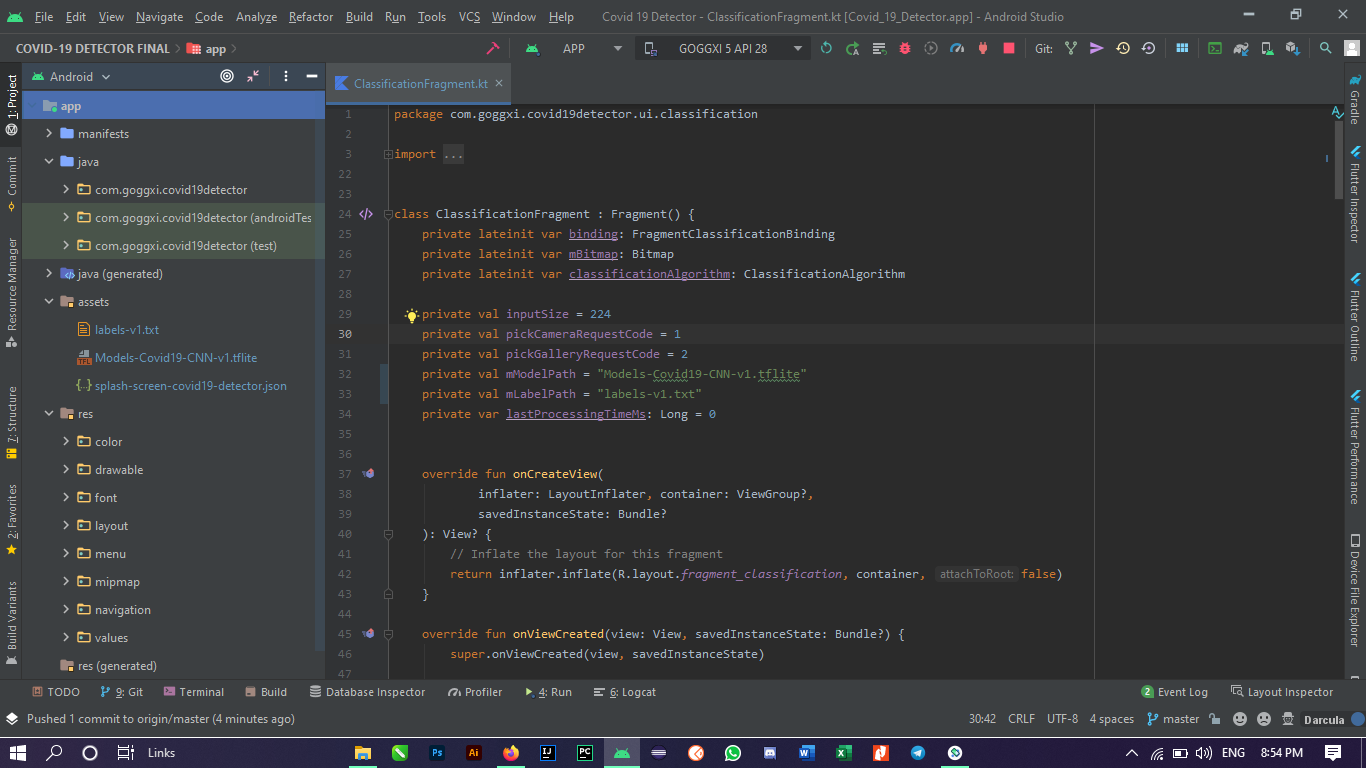 File Edit View Navigate Code Analyze Refactor Build Run Tools VCS Window Help Covid 19 Detector - ClassificationFragment.kt [Covid_19_Detector.app] - Android Studio
COVID-19 DETECTOR FINAL app APP GOGGXI 5 API 28 Git:
1: Project
Commit
Resource Manager
7: Structure
2: Favorites
Build Variants
Android
app
manifests
java
com.goggxi.covid19detector
com.goggxi.covid19detector (androidTes
com.goggxi.covid19detector (test)
java (generated)
assets
labels-v1.txt
Models-Covid19-CNN-v1.tflite
splash-screen-covid19-detector.json
res
color
drawable
font
layout
menu
mipmap
navigation
values
res (generated)
ClassificationFragment.kt
1 package com.goggxi.covid19detector.ui.classification
2
3 import ...
22
23
24 class ClassificationFragment : Fragment() {
25 private lateinit var binding: FragmentClassificationBinding
26 private lateinit var mBitmap: Bitmap
27 private lateinit var classificationAlgorithm: ClassificationAlgorithm
28
29 private val inputSize = 224
30 private val pickCameraRequestCode = 1
31 private val pickGalleryRequestCode = 2
32 private val mModelPath = "Models-Covid19-CNN-v1.tflite"
33 private val mLabelPath = "labels-v1.txt"
34 private var lastProcessingTimeMs: Long = 0
35
36
37 override fun onCreateView(
38 inflater: LayoutInflater, container: ViewGroup?,
39 savedInstanceState: Bundle?
40 ): View? {
41 // Inflate the layout for this fragment
42 return inflater.inflate(R.layout.fragment_classification, container, attachToRoot: false)
43 }
44
45 override fun onViewCreated(view: View, savedInstanceState: Bundle?) {
46 super.onViewCreated(view, savedInstanceState)
47
Gradle
Flutter Inspector
Flutter Outline
Flutter Performance
Device File Explorer
TODO 9: Git Terminal Build Database Inspector Profiler 4: Run 6: Logcat 2 Event Log Layout Inspector
Pushed 1 commit to origin/master (4 minutes ago) 30:42 CRLF UTF-8 4 spaces master Darcula
Links Ps Ai IJ PC W X ENG 8:54 PM